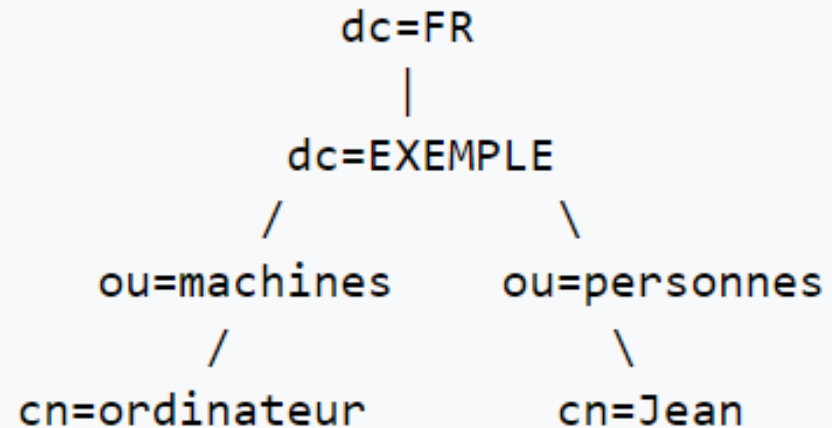 dc=FR
|
dc=EXEMPLE
/ \
ou=machines ou=personnes
/ \
cn=ordinateur cn=Jean